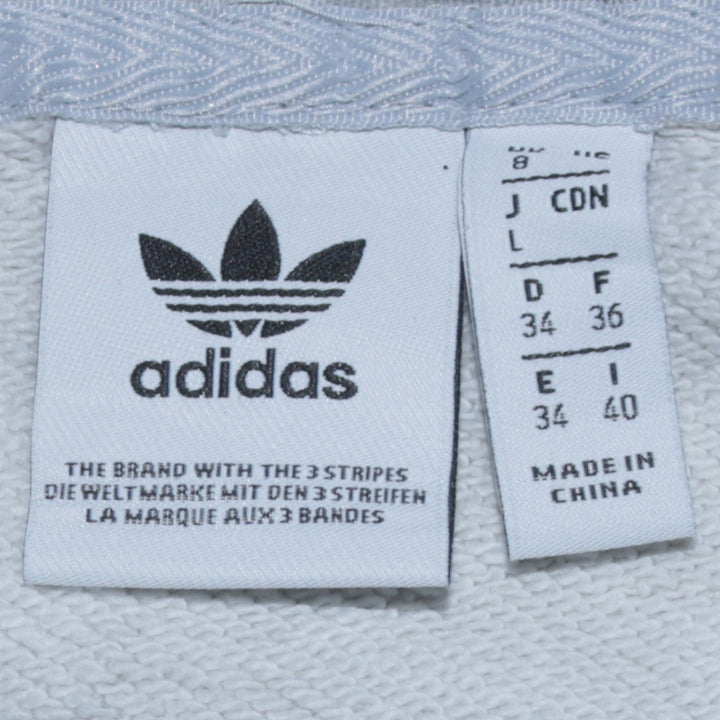 adidas
THE BRAND WITH THE 3 STRIPES
DIE WELTMARKE MIT DEN 3 STREIFEN
LA MARQUE AUX 3 BANDES
8
J CDN
L
D F
34 36
E I
34 40
MADE IN
CHINA